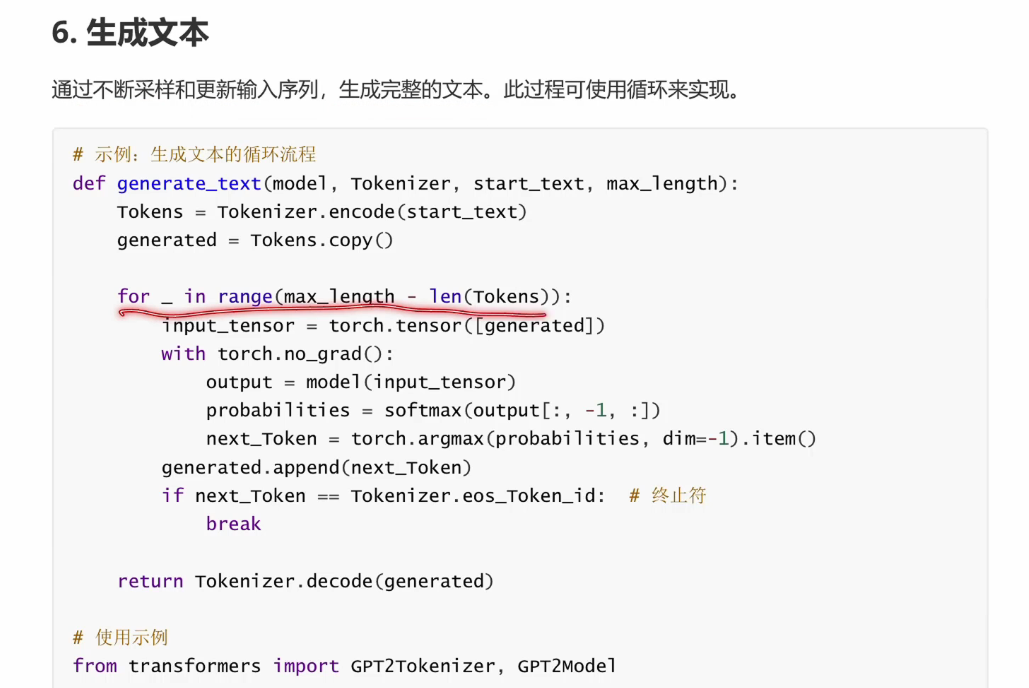 6. 生成文本
通过不断采样和更新输入序列，生成完整的文本。此过程可使用循环来实现。
# 示例：生成文本的循环流程
def generate_text(model, Tokenizer, start_text, max_length):
    Tokens = Tokenizer.encode(start_text)
    generated = Tokens.copy()
    for _ in range(max_length - len(Tokens)):
        input_tensor = torch.tensor([generated])
        with torch.no_grad():
            output = model(input_tensor)
            probabilities = softmax(output[:, -1, :])
            next_Token = torch.argmax(probabilities, dim=-1).item()
        generated.append(next_Token)
        if next_Token == Tokenizer.eos_Token_id:  # 终止符
            break
    return Tokenizer.decode(generated)
# 使用示例
from transformers import GPT2Tokenizer, GPT2Model